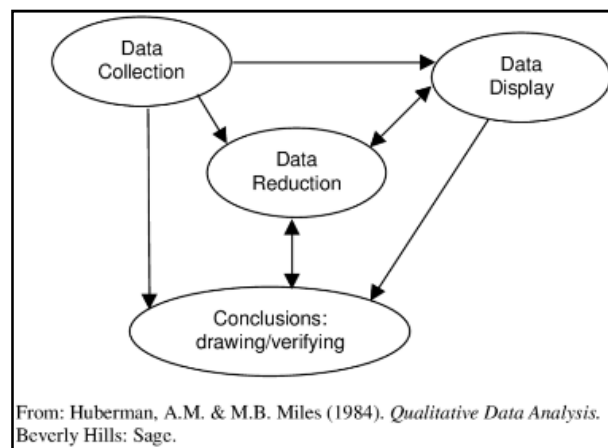 Data
Collection
Data
Display
Data
Reduction
Conclusions:
drawing/verifying
From: Huberman, A.M. & M.B. Miles (1984). Qualitative Data Analysis.
Beverly Hills: Sage.